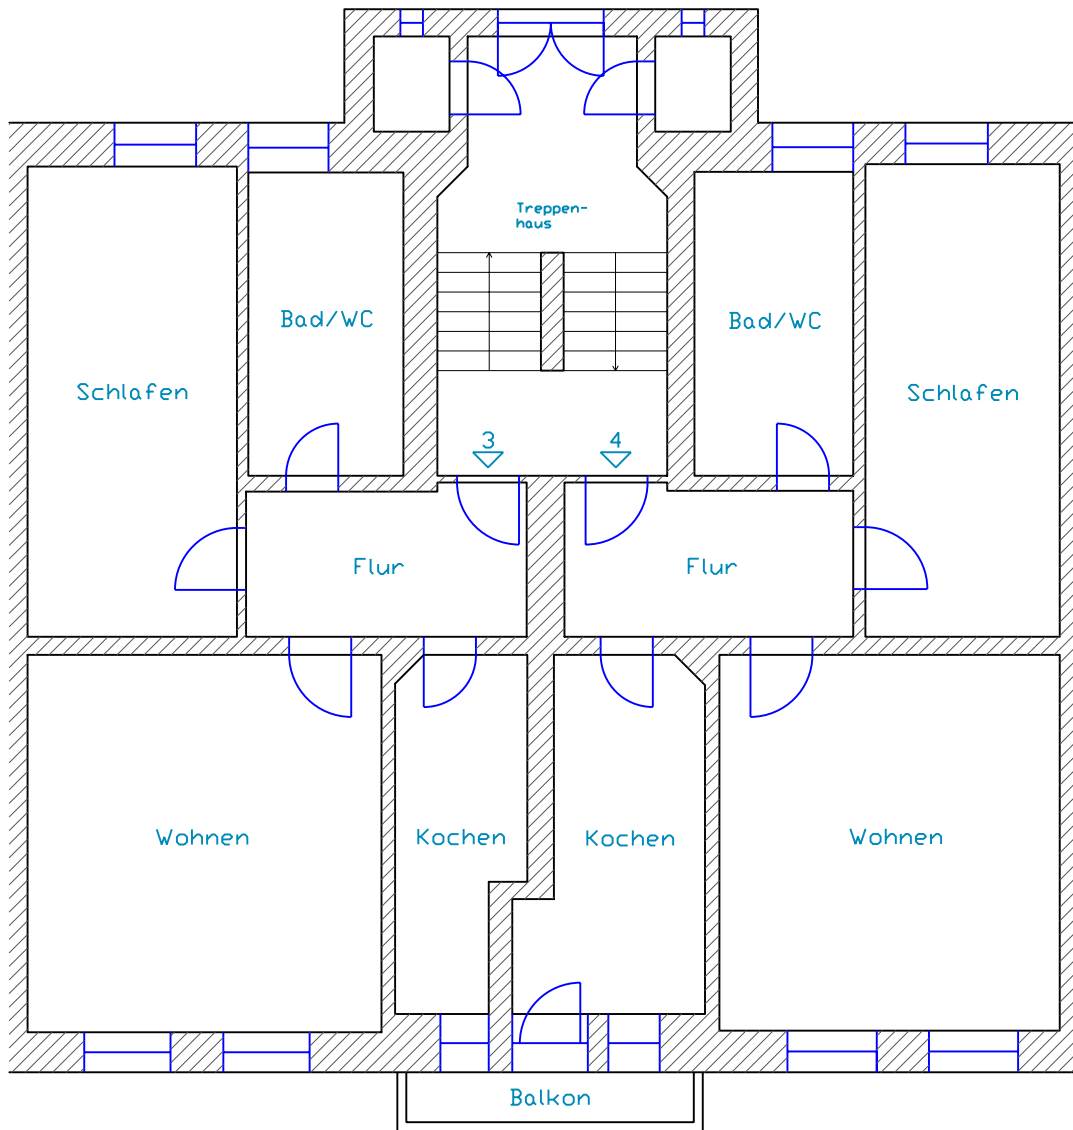 Treppen-
haus
Bad/WC
Bad/WC
Schlafen
Schlafen
3
4
Flur
Flur
Wohnen
Kochen
Kochen
Wohnen
Balkon